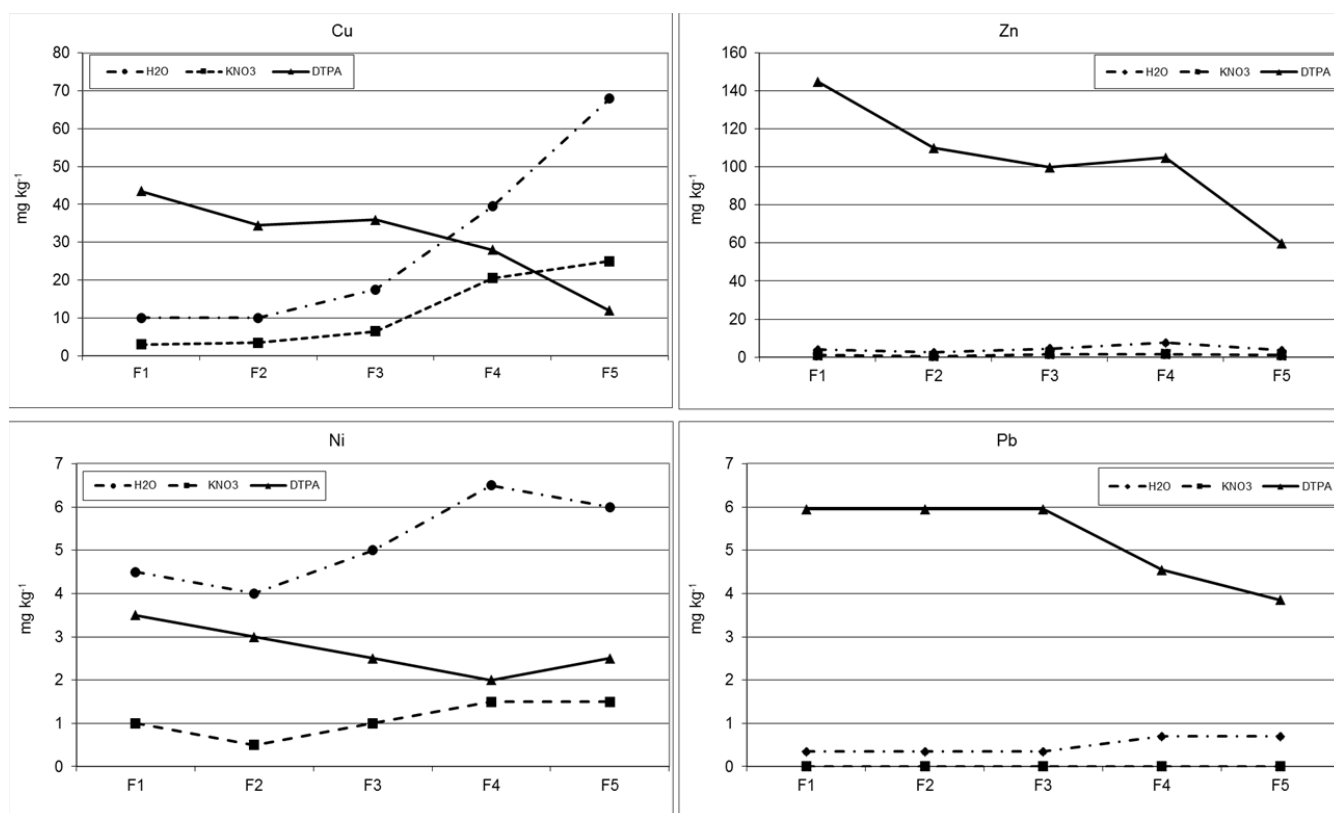 Cu
H2O KNO3 DTPA
80
70
60
50
40
30
20
10
0
mg kg-1
F1 F2 F3 F4 F5
Zn
H2O KNO3 DTPA
160
140
120
100
80
60
40
20
0
mg kg-1
F1 F2 F3 F4 F5
Ni
H2O KNO3 DTPA
7
6
5
4
3
2
1
0
mg kg-1
F1 F2 F3 F4 F5
Pb
H2O KNO3 DTPA
7
6
5
4
3
2
1
0
mg kg-1
F1 F2 F3 F4 F5